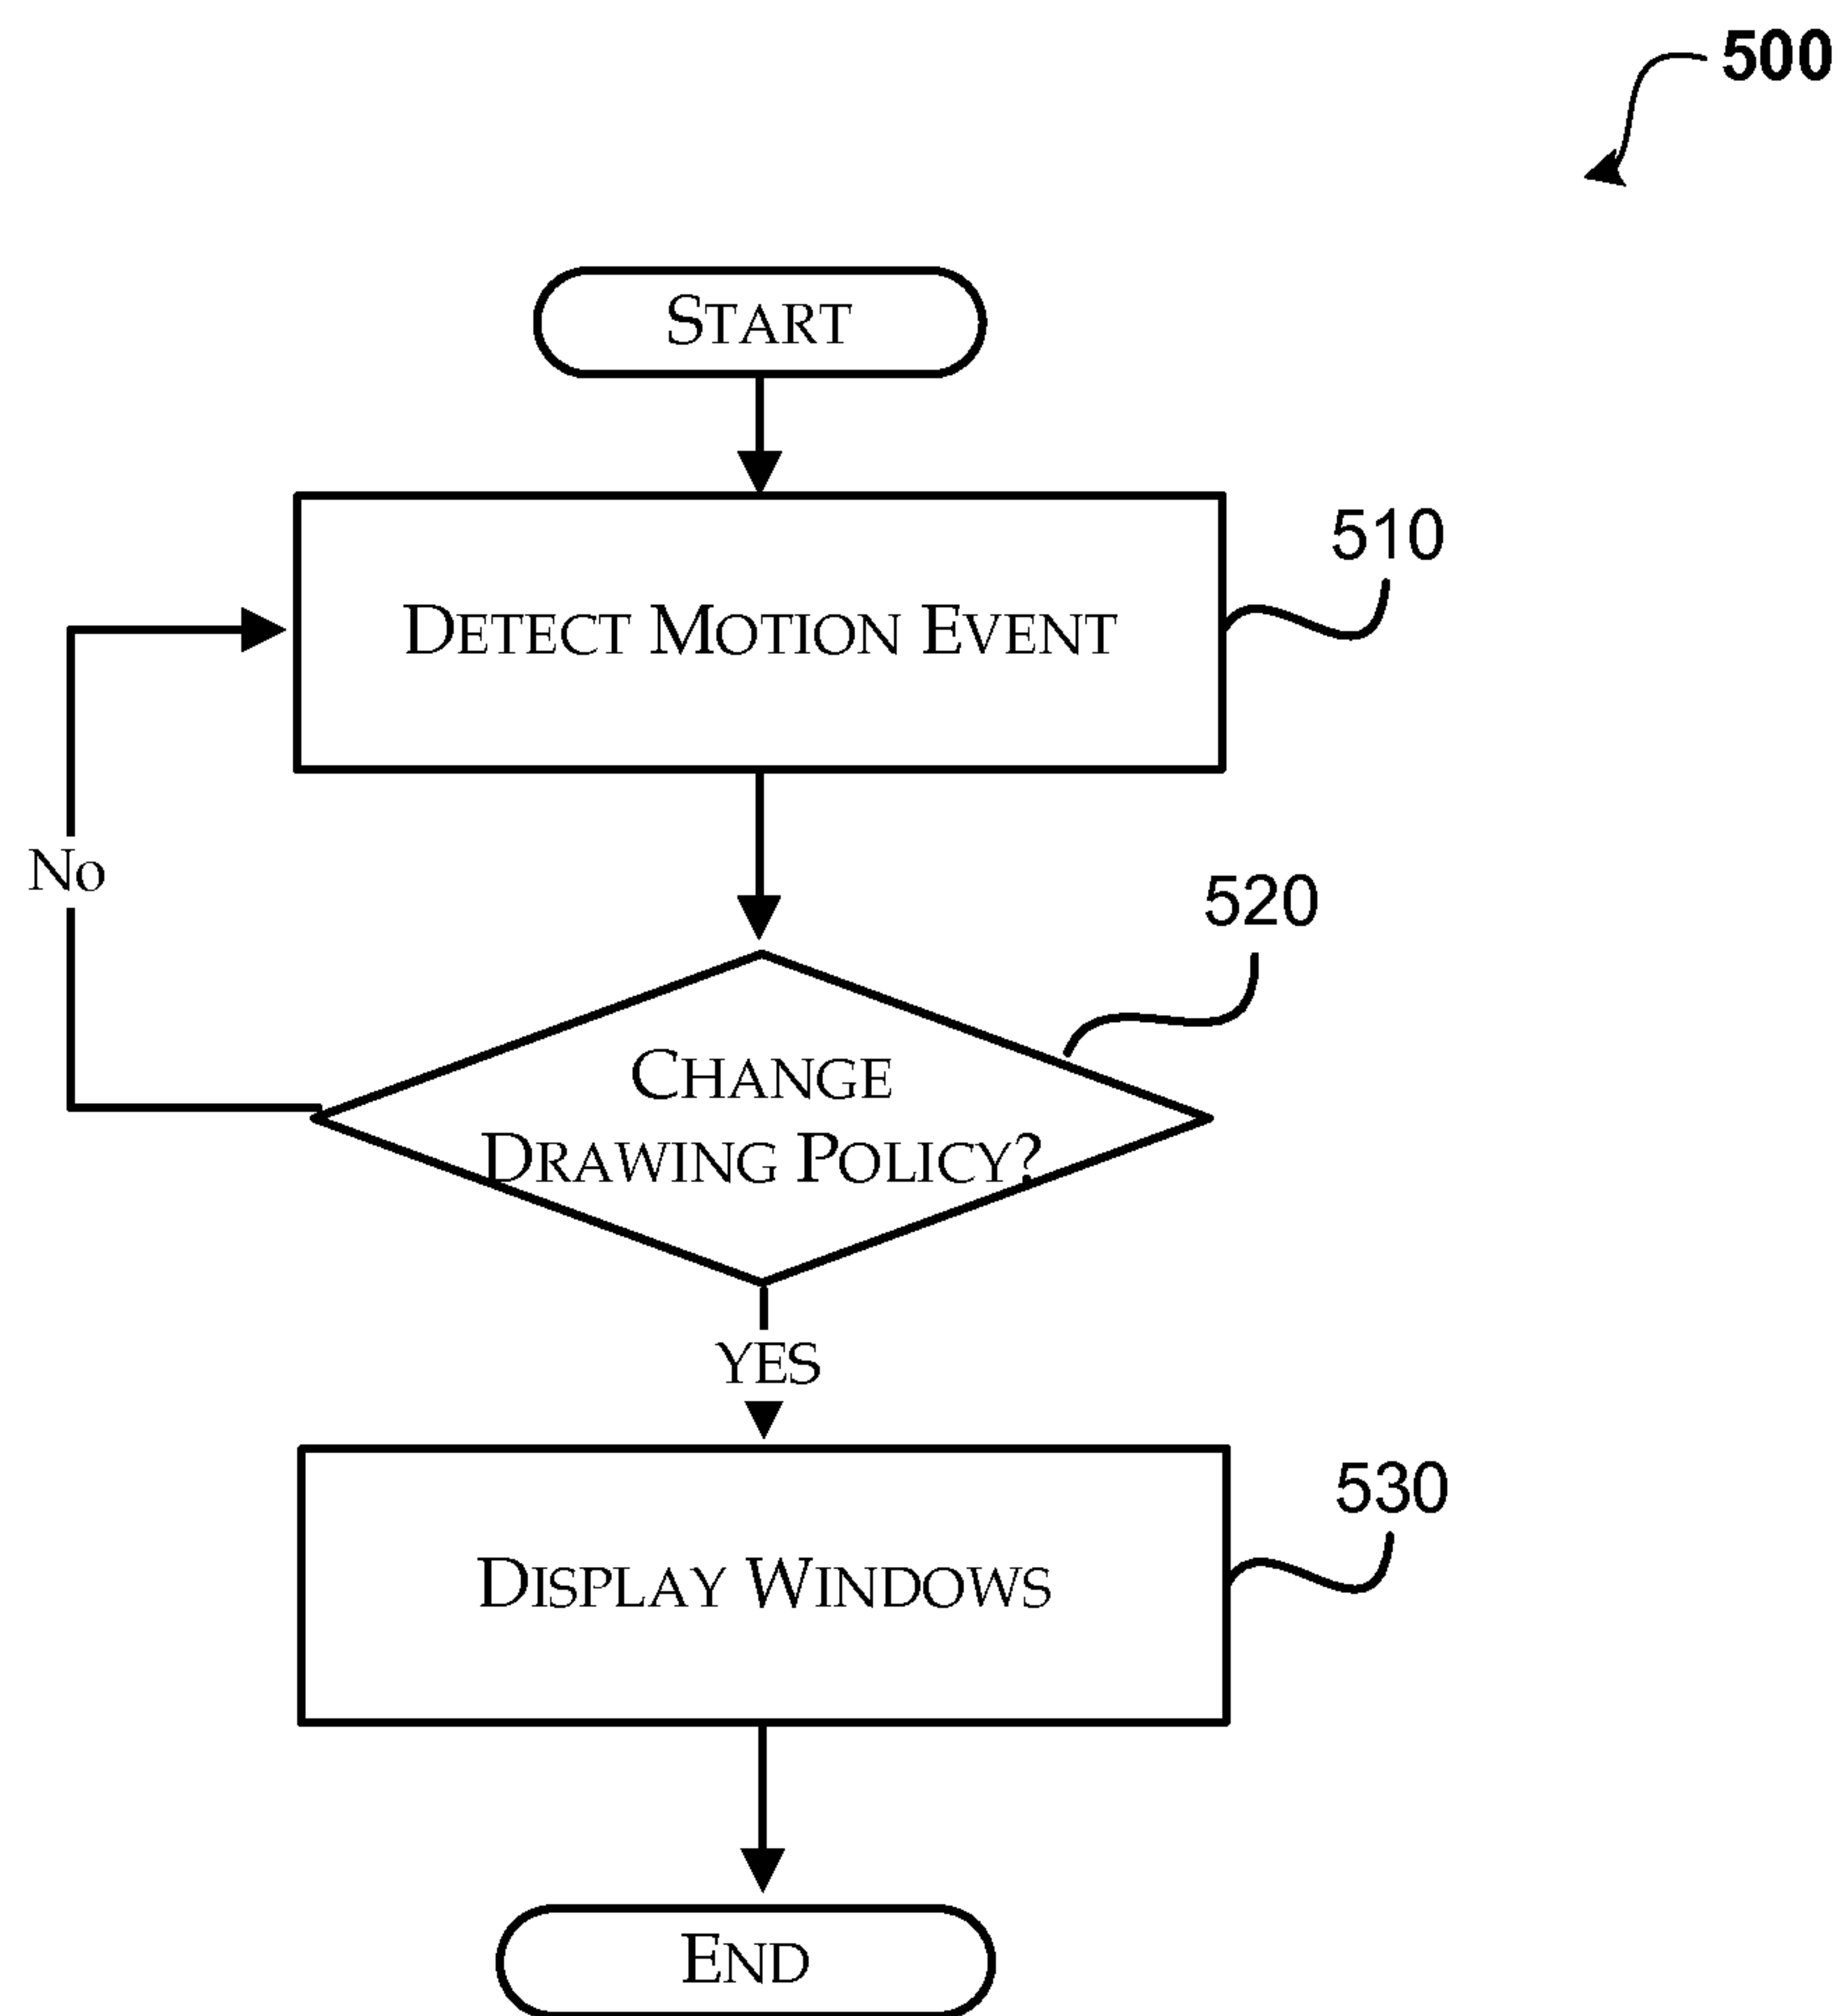 500
START
DETECT MOTION EVENT
510
NO
520
CHANGE
DRAWING POLICY?
YES
530
DISPLAY WINDOWS
END